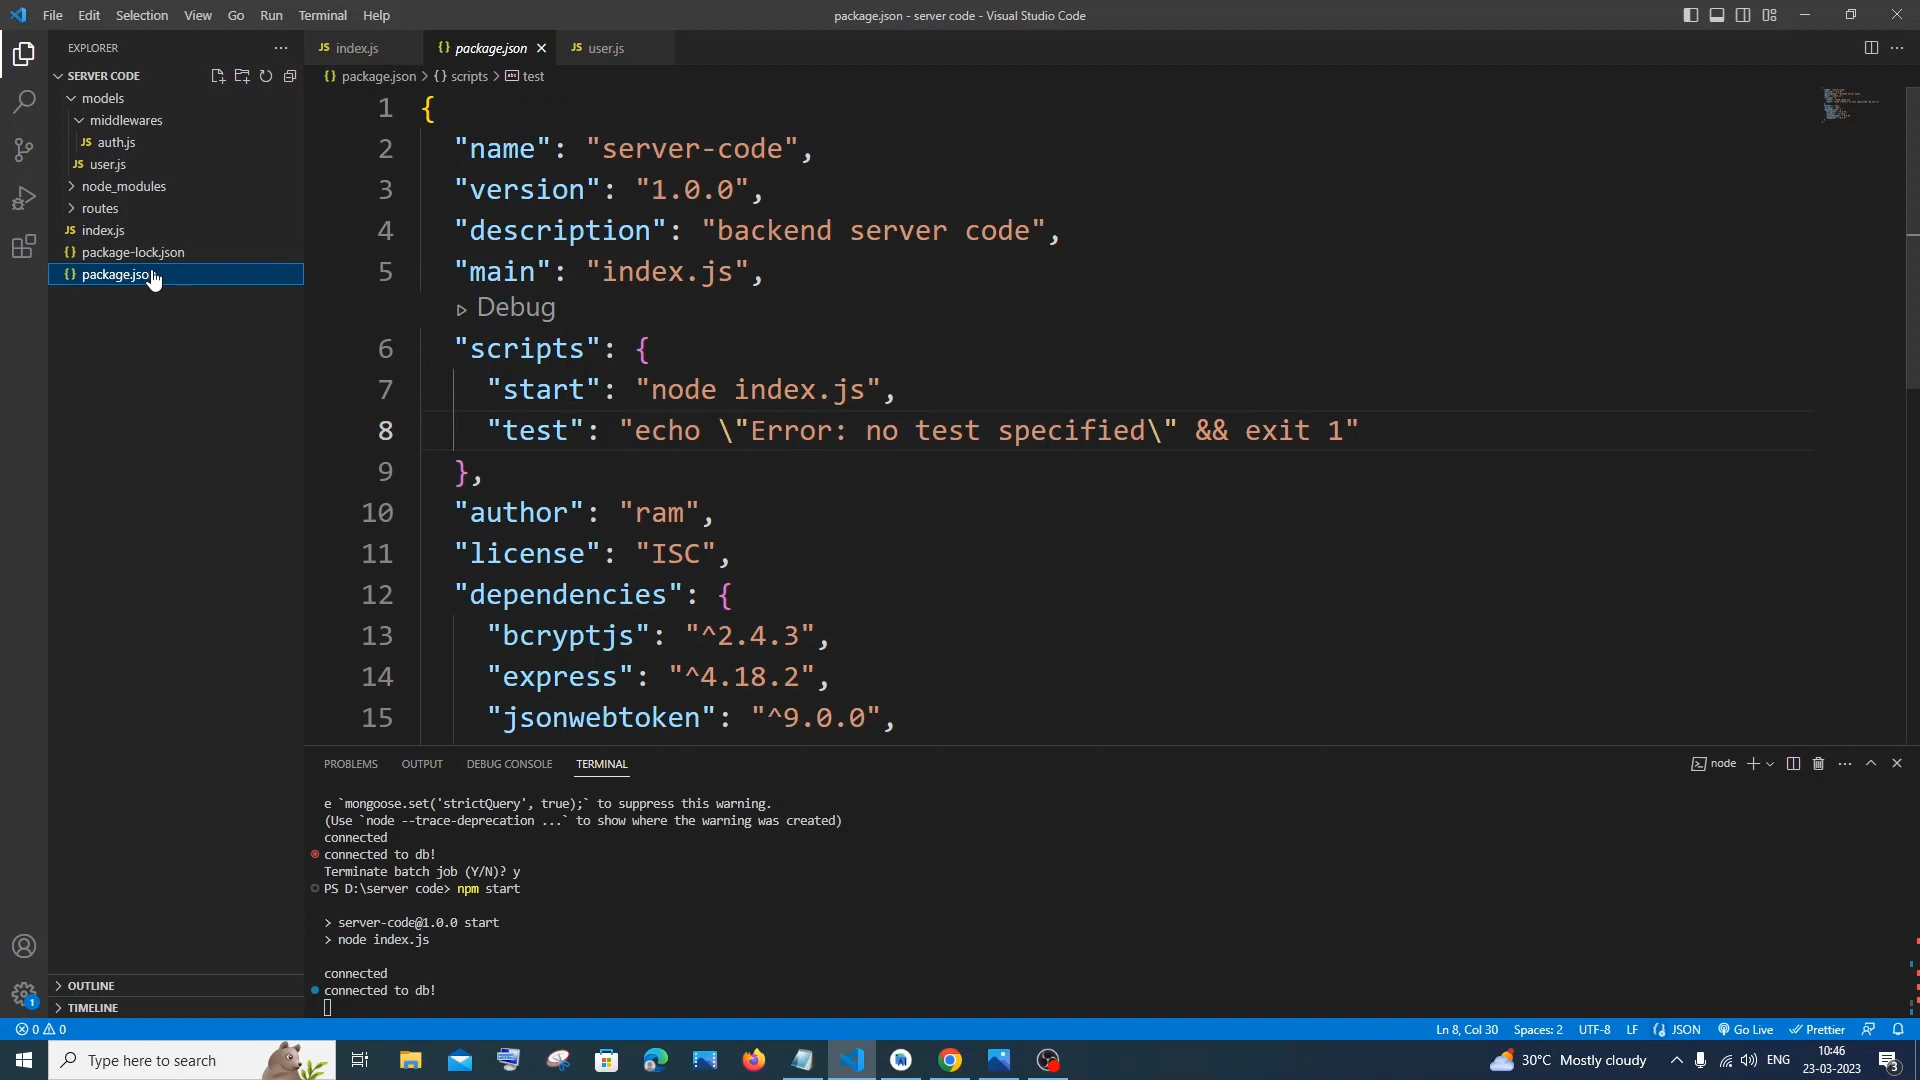 File Edit Selection View Go Run Terminal Help
package.json - server code - Visual Studio Code
EXPLORER
SERVER CODE
models
middlewares
JS auth.js
JS user.js
node_modules
routes
JS index.js
{} package-lock.json
{} package.jso
JS index.js
{} package.json
JS user.js
{} package.json > {} scripts > abc test
1 {
2 "name": "server-code",
3 "version": "1.0.0",
4 "description": "backend server code",
5 "main": "index.js",
Debug
6 "scripts": {
7 "start": "node index.js",
8 "test": "echo \"Error: no test specified\" && exit 1"
9 },
10 "author": "ram",
11 "license": "ISC",
12 "dependencies": {
13 "bcryptjs": "^2.4.3",
14 "express": "^4.18.2",
15 "jsonwebtoken": "^9.0.0",
PROBLEMS OUTPUT DEBUG CONSOLE TERMINAL
node
e `mongoose.set('strictQuery', true);` to suppress this warning.
(Use `node --trace-deprecation ...` to show where the warning was created)
connected
connected to db!
Terminate batch job (Y/N)? y
PS D:\server code> npm start
> server-code@1.0.0 start
> node index.js
connected
connected to db!
OUTLINE
TIMELINE
1
0 0
Ln 8, Col 30 Spaces: 2 UTF-8 LF {} JSON Go Live Prettier
Type here to search
30°C Mostly cloudy
ENG
10:46
23-03-2023
3